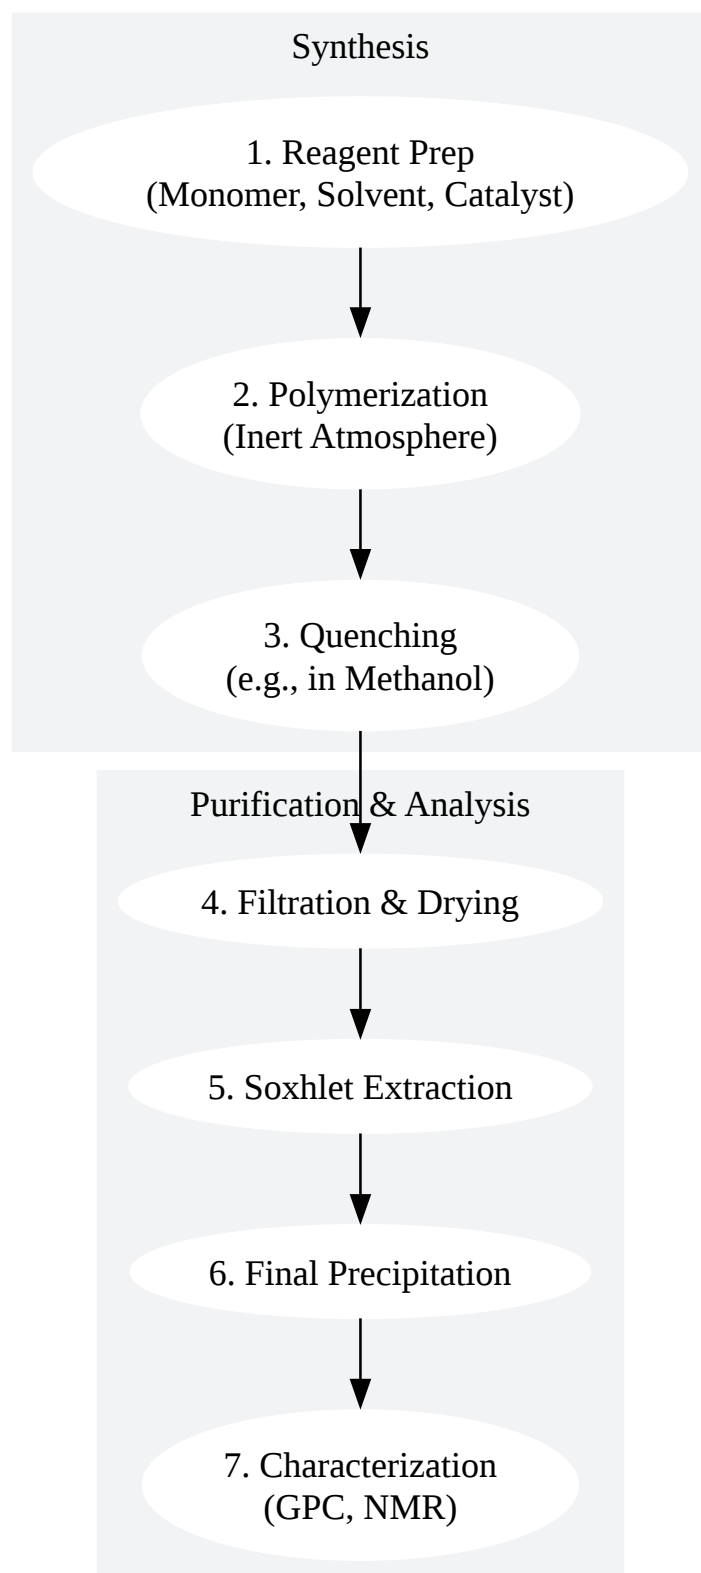 Synthesis
1. Reagent Prep
(Monomer, Solvent, Catalyst)
2. Polymerization
(Inert Atmosphere)
3. Quenching
(e.g., in Methanol)
Purification & Analysis
4. Filtration & Drying
5. Soxhlet Extraction
6. Final Precipitation
7. Characterization
(GPC, NMR)